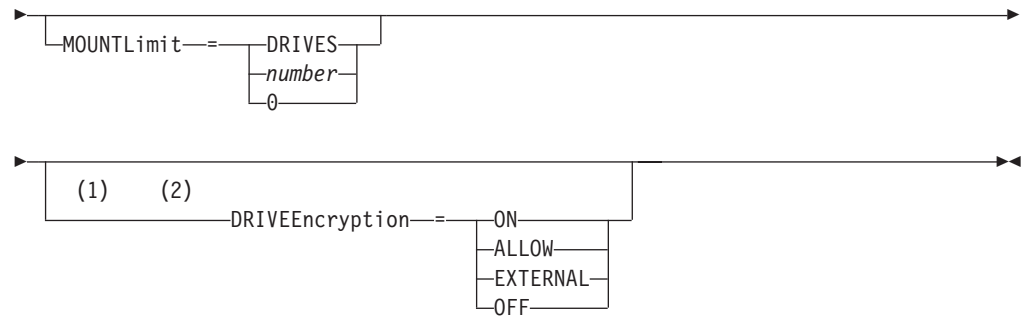 MOUNTLimit = DRIVES
number
0
(1) (2)
DRIVEEncryption = ON
ALLOW
EXTERNAL
OFF